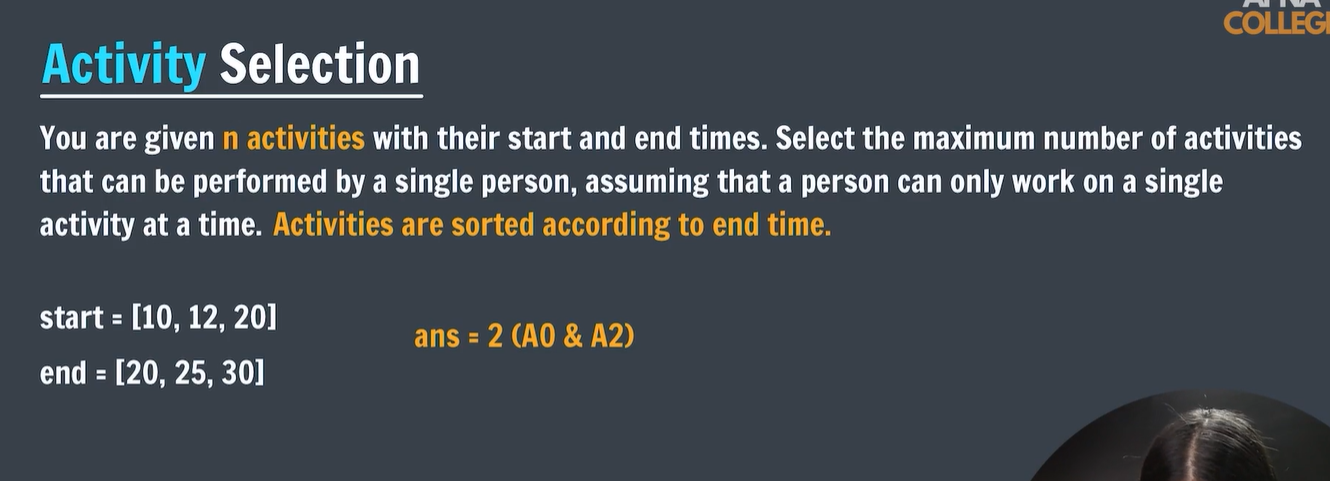 COLLEGE
Activity Selection
You are given n activities with their start and end times. Select the maximum number of activities
that can be performed by a single person, assuming that a person can only work on a single
activity at a time. Activities are sorted according to end time.
start = [10, 12, 20]
ans = 2 (A0 & A2)
end = [20, 25, 30]